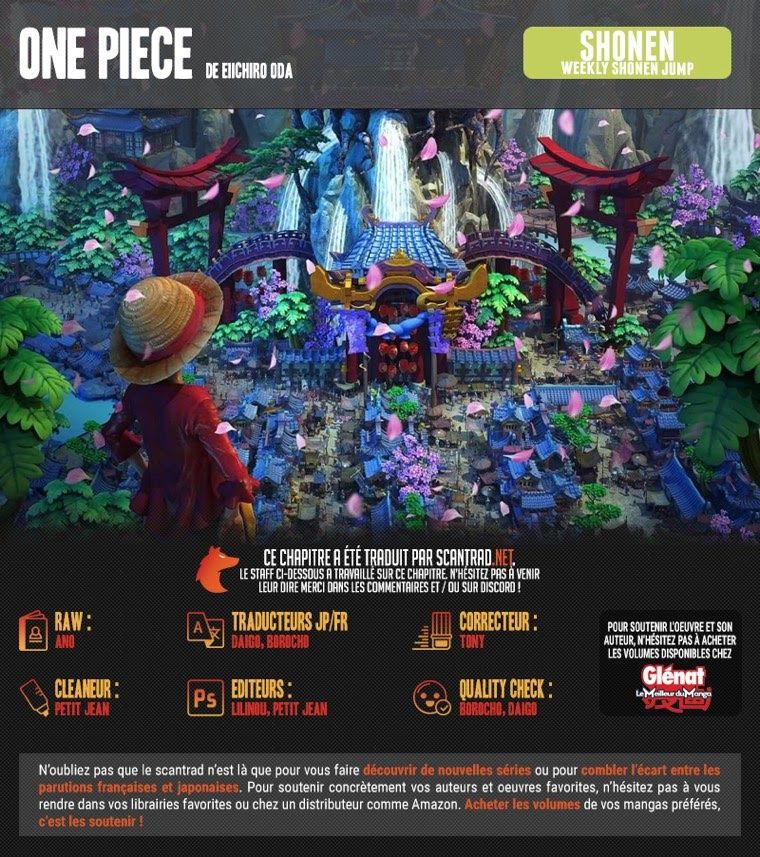 ONE PIECE DE EIICHIRO ODA
SHONEN
WEEKLY SHONEN JUMP
CE CHAPITRE A ÉTÉ TRADUIT PAR SCANTRAD.NET.
LE STAFF CI-DESSOUS A TRAVAILLÉ SUR CE CHAPITRE. N'HÉSITEZ PAS À VENIR
LEUR DIRE MERCI DANS LES COMMENTAIRES ET / OU SUR DISCORD !
RAW :
ANO
TRADUCTEURS JP/FR
DAIGO, BOROCHO
CORRECTEUR :
TONY
CLEANEUR :
PETIT JEAN
Ps
EDITEURS :
LILINOU, PETIT JEAN
QUALITY CHECK :
BOROCHO, DAIGO
POUR SOUTENIR L'OEUVRE ET SON
AUTEUR, N'HÉSITEZ PAS À ACHETER
LES VOLUMES DISPONIBLES CHEZ
Glénat
Le Meilleur du Manga
N'oubliez pas que le scantrad n'est là que pour vous faire découvrir de nouvelles séries ou pour combler l'écart entre les
parutions françaises et japonaises. Pour soutenir concrètement vos auteurs et oeuvres favorites, n'hésitez pas à vous
rendre dans vos librairies favorites ou chez un distributeur comme Amazon. Acheter les volumes de vos mangas préférés,
c'est les soutenir !